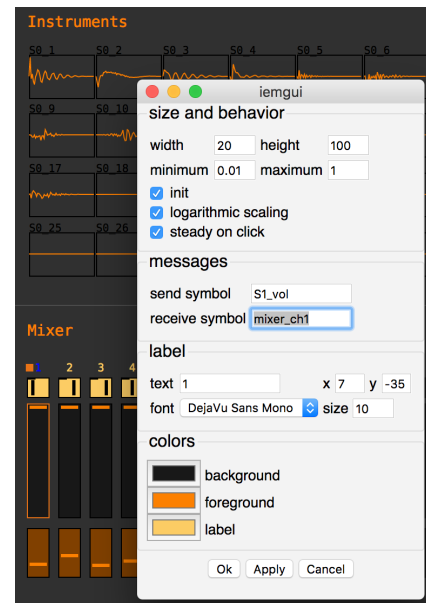 Instruments
S0_1 S0_2 S0_3 S0_4 S0_5 S0_6
iemgui
size and behavior
width 20 height 100
S0_9 S0_10
minimum 0.01 maximum 1
init
S0_17 S0_18
logarithmic scaling
steady on click
S0_25 S0_26
messages
send symbol S1_vol
receive symbol mixer_ch1
Mixer
label
2 3 4
text 1 x 7 y -35
font DejaVu Sans Mono size 10
colors
background
foreground
label
Ok Apply Cancel